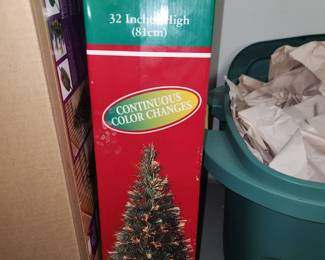 32 Inches High
(81cm)
CONTINUOUS
COLOR CHANGES